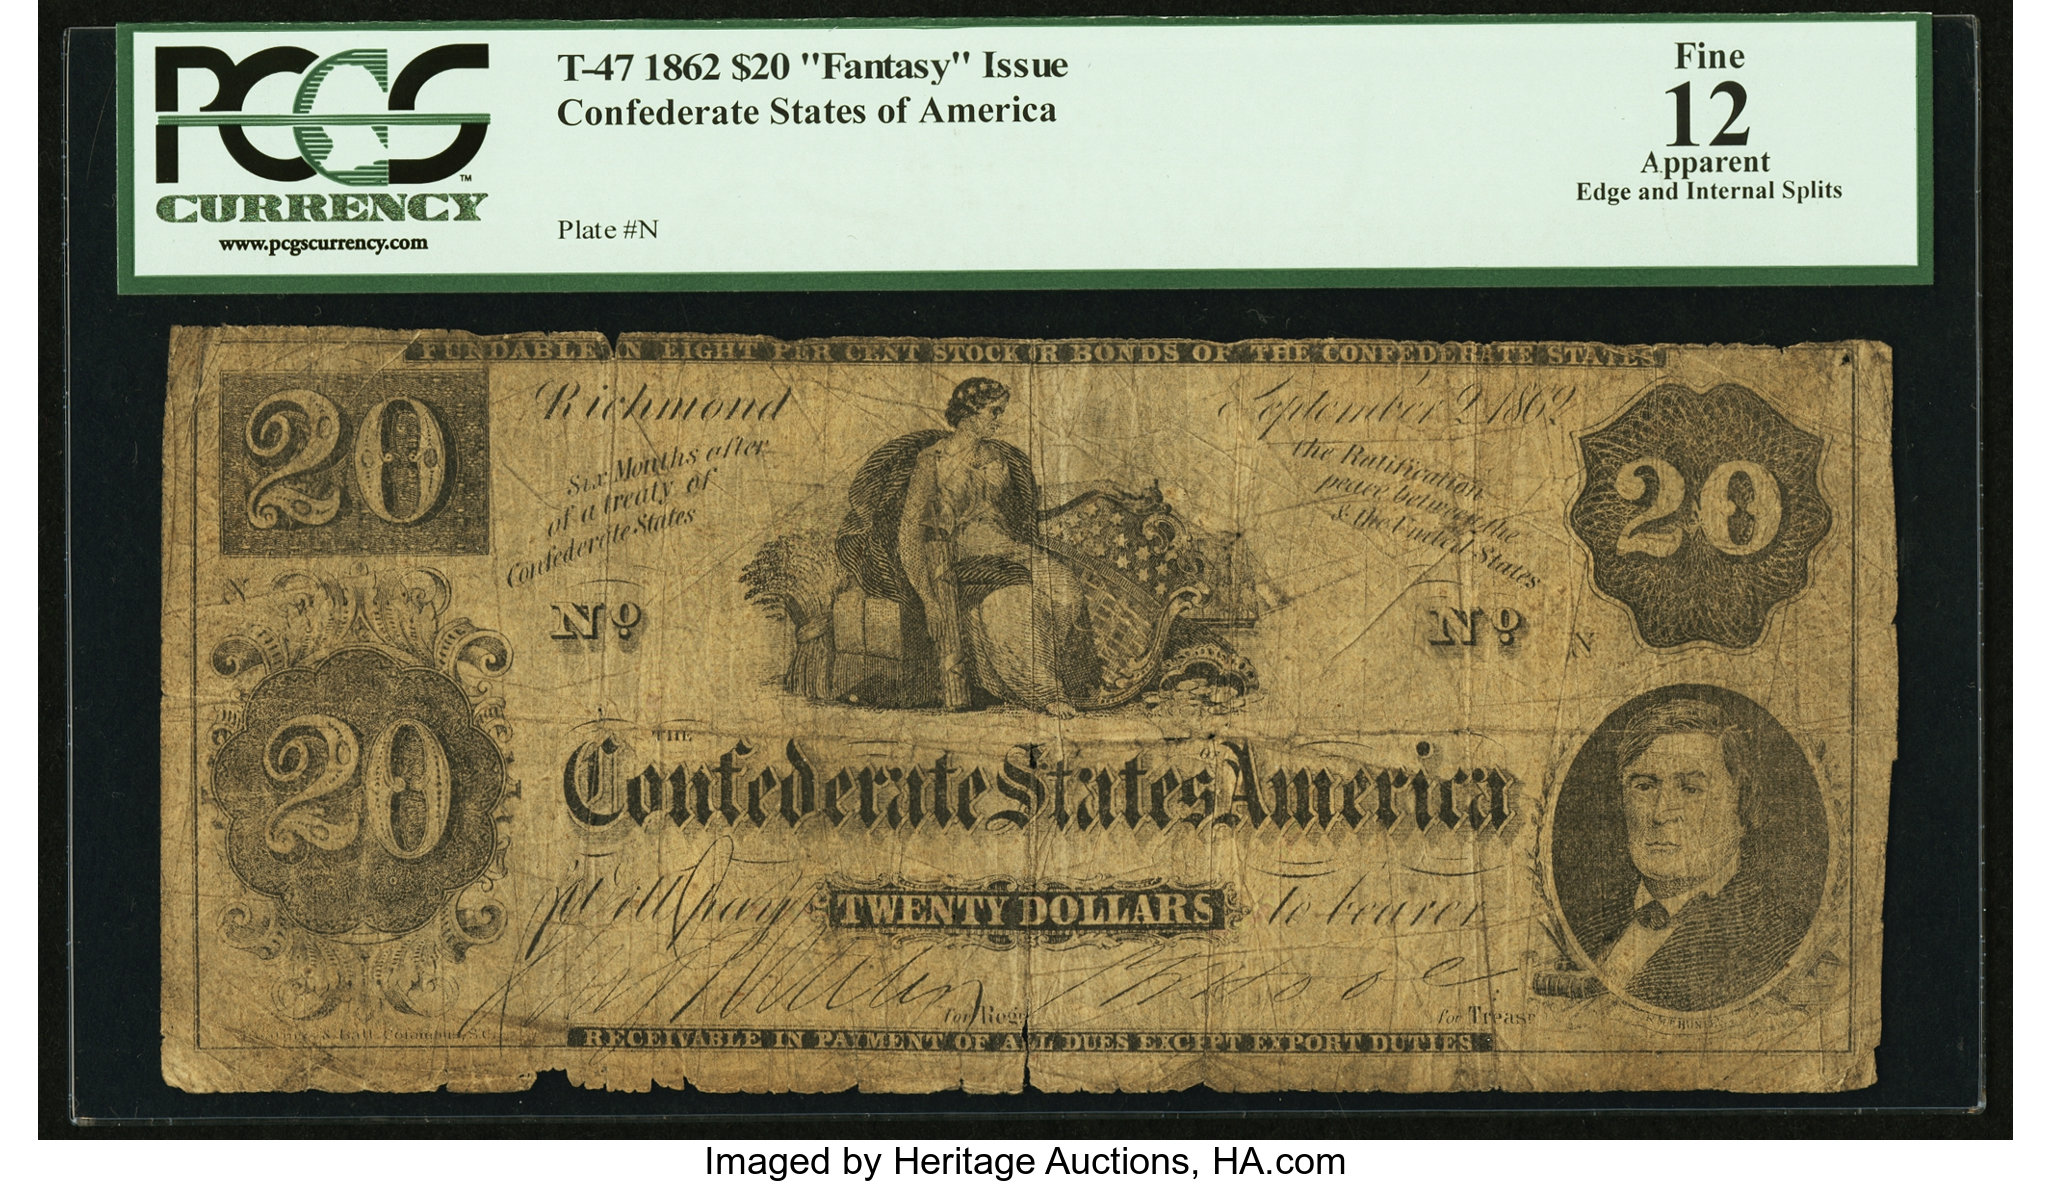 PCGS
CURRENCY
www.pcgscurrency.com
T-47 1862 $20 "Fantasy" Issue
Confederate States of America
Plate #N
Fine
12
Apparent
Edge and Internal Splits
FUNDABLE IN EIGHT PER CENT STOCK OR BONDS OF THE CONFEDERATE STATES
20
Richmond
September 2 1862
20
Six Months after
of a treaty of
Confederate States
the Ratification
peace between the
& the United States
N
No
No
N
20
THE
Confederate States of America
Will pay TWENTY DOLLARS to bearer
for Regr
for Treasr
& Ball, Columbia, S.C.
RECEIVABLE IN PAYMENT OF ALL DUES EXCEPT EXPORT DUTIES
Imaged by Heritage Auctions, HA.com